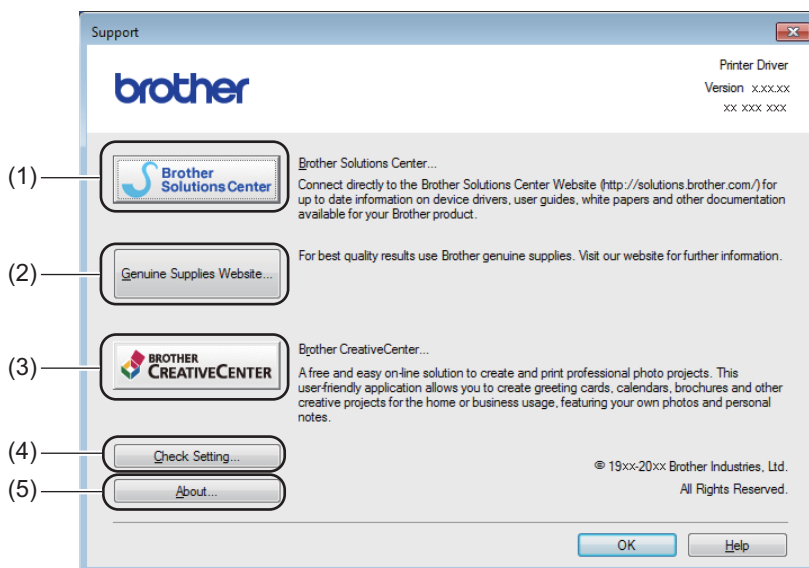 Support
brother
Printer Driver
Version x.xx.xx
xx xxx xxx
(1)
Brother
Solutions Center
Brother Solutions Center...
Connect directly to the Brother Solutions Center Website (http://solutions.brother.com/) for
up to date information on device drivers, user guides, white papers and other documentation
available for your Brother product.
(2)
Genuine Supplies Website...
For best quality results use Brother genuine supplies. Visit our website for further information.
(3)
BROTHER
CREATIVECENTER
Brother CreativeCenter...
A free and easy on-line solution to create and print professional photo projects. This
user-friendly application allows you to create greeting cards, calendars, brochures and other
creative projects for the home or business usage, featuring your own photos and personal
notes.
(4)
Check Setting...
(5)
About...
© 19xx-20xx Brother Industries, Ltd.
All Rights Reserved.
OK
Help